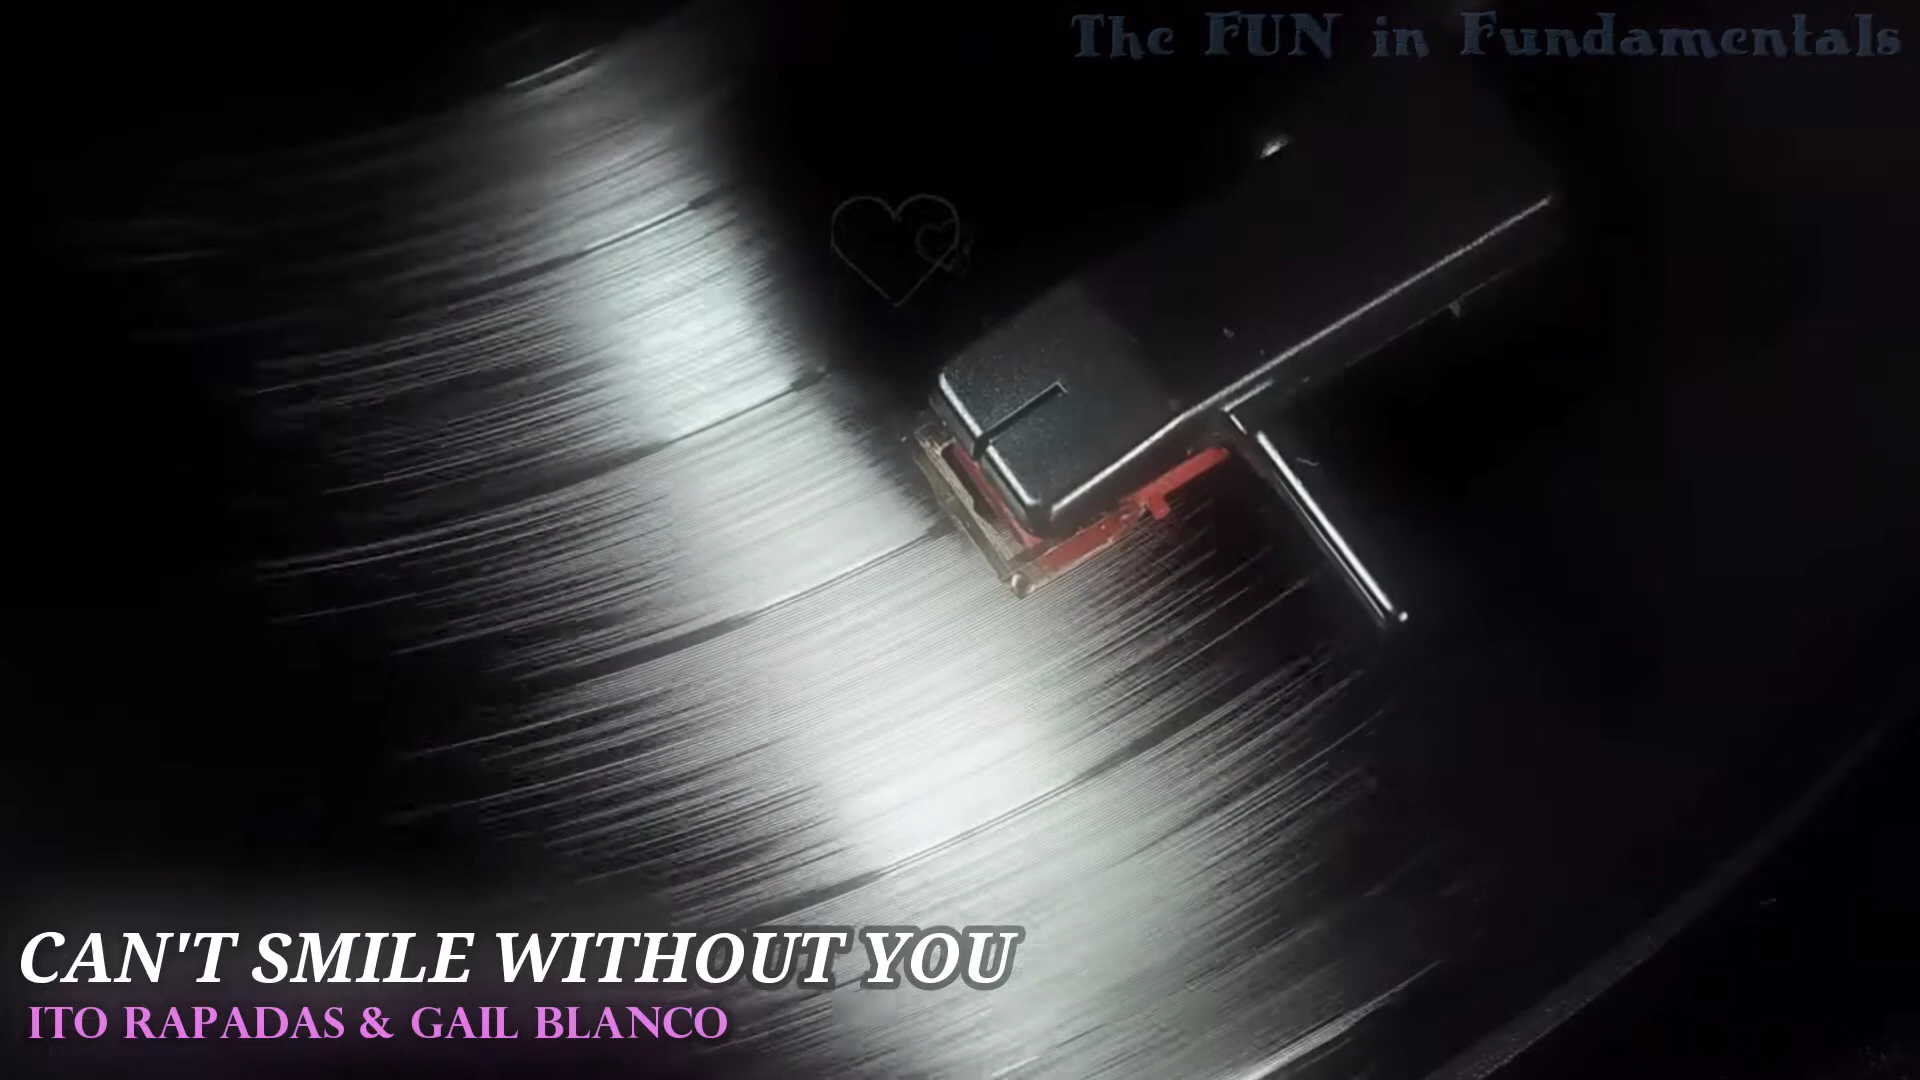 The FUN in Fundamentals
CAN'T SMILE WITHOUT YOU
ITO RAPADAS & GAIL BLANCO